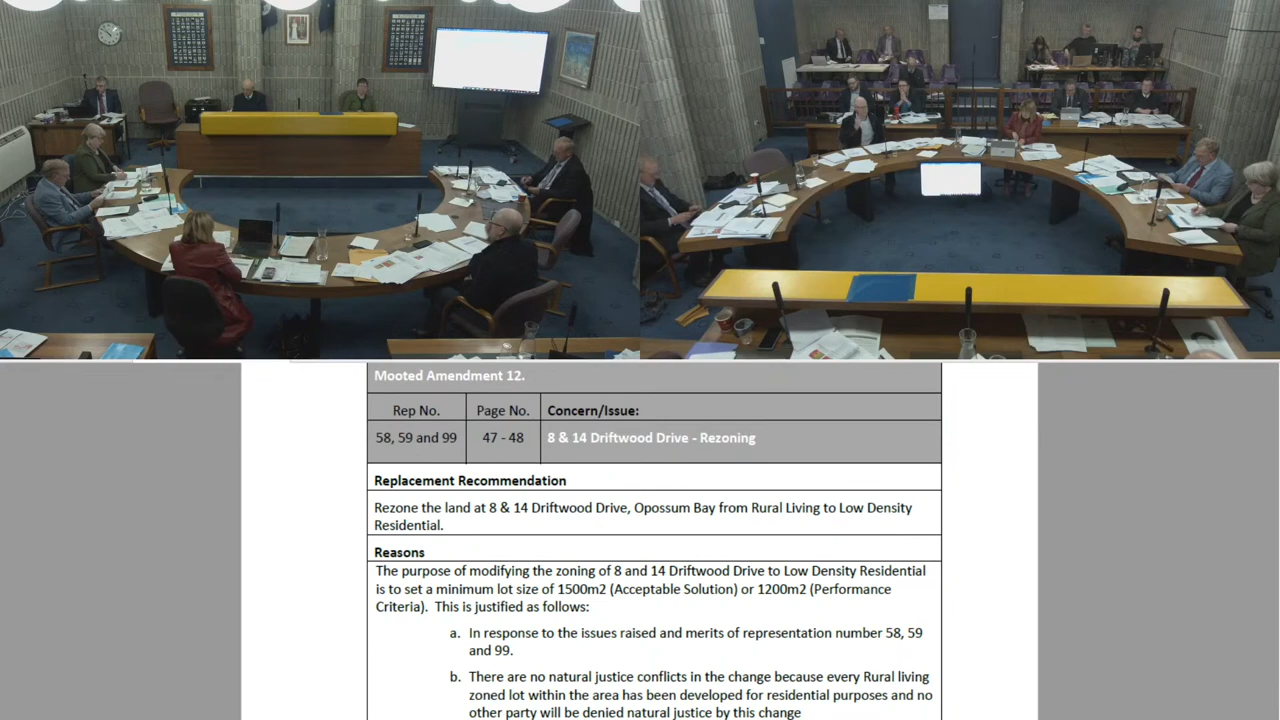 Mooted Amendment 12.
Rep No. Page No. Concern/Issue:
58, 59 and 99 47 - 48 8 & 14 Driftwood Drive - Rezoning
Replacement Recommendation
Rezone the land at 8 & 14 Driftwood Drive, Opossum Bay from Rural Living to Low Density
Residential.
Reasons
The purpose of modifying the zoning of 8 and 14 Driftwood Drive to Low Density Residential
is to set a minimum lot size of 1500m2 (Acceptable Solution) or 1200m2 (Performance
Criteria). This is justified as follows:
a. In response to the issues raised and merits of representation number 58, 59
and 99.
b. There are no natural justice conflicts in the change because every Rural living
zoned lot within the area has been developed for residential purposes and no
other party will be denied natural justice by this change